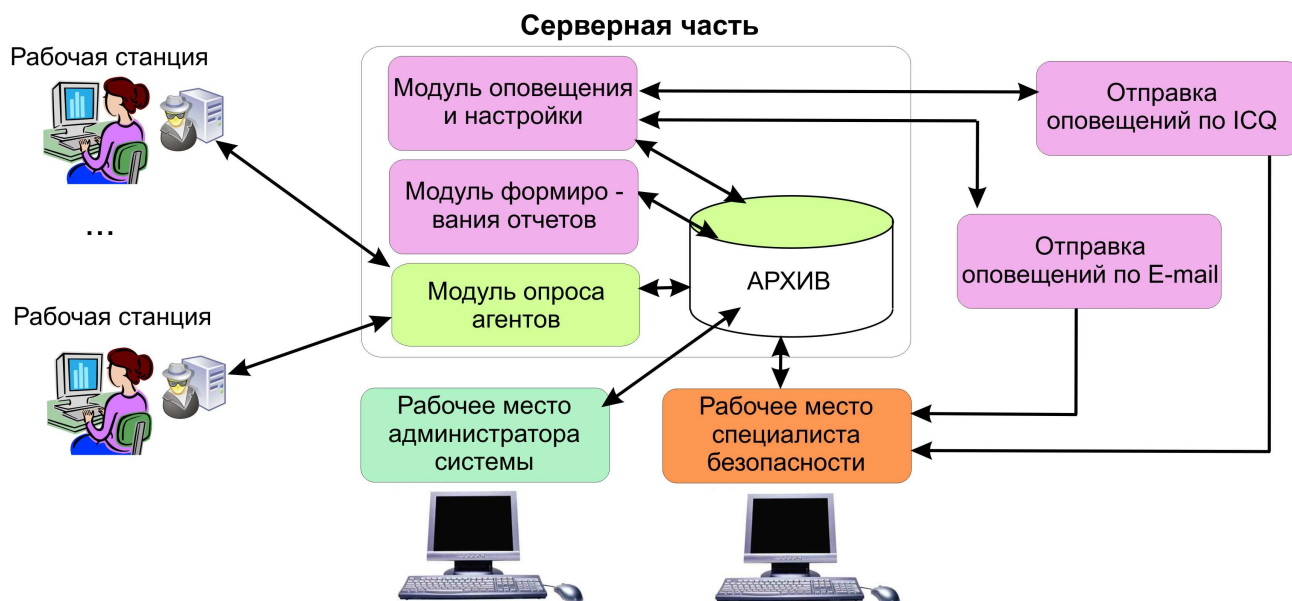 Серверная часть
Рабочая станция
Модуль оповещения
и настройки
Отправка
оповещений по ICQ
Модуль формиро -
вания отчетов
...
Отправка
оповещений по E-mail
Модуль опроса
агентов
АРХИВ
Рабочая станция
Рабочее место
администратора
системы
Рабочее место
специалиста
безопасности